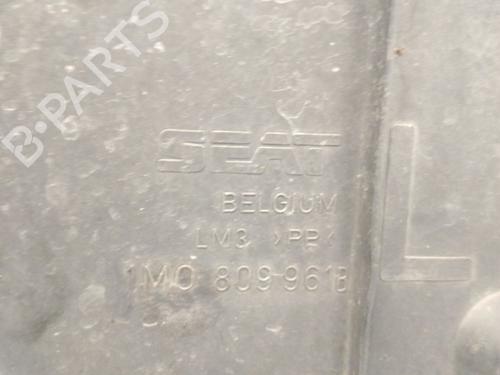 B-PARTS
SEAT
BELGIUM
LM3 >PP<
1M0 809 961B
L